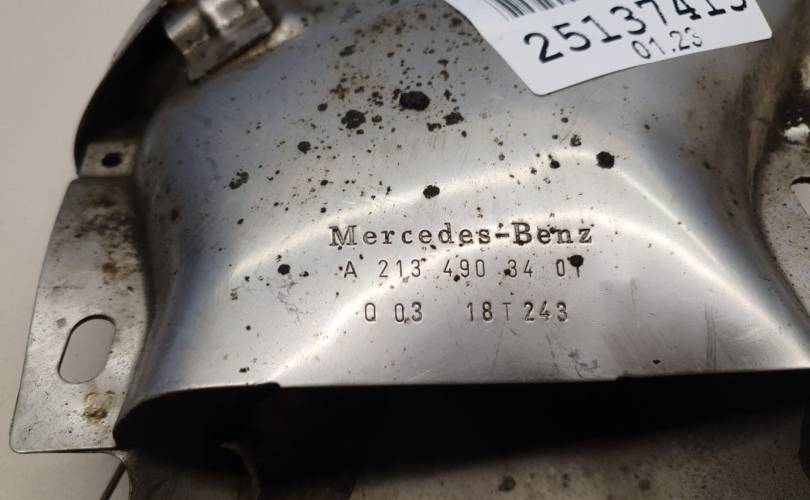 25137415
01.23
Mercedes-Benz
A 213 490 34 01
Q 03 18T243